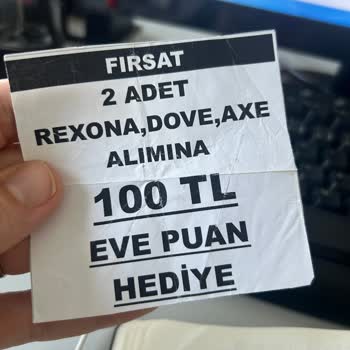 FIRSAT
2 ADET
REXONA,DOVE,AXE
ALIMINA
100 TL
EVE PUAN
HEDİYE